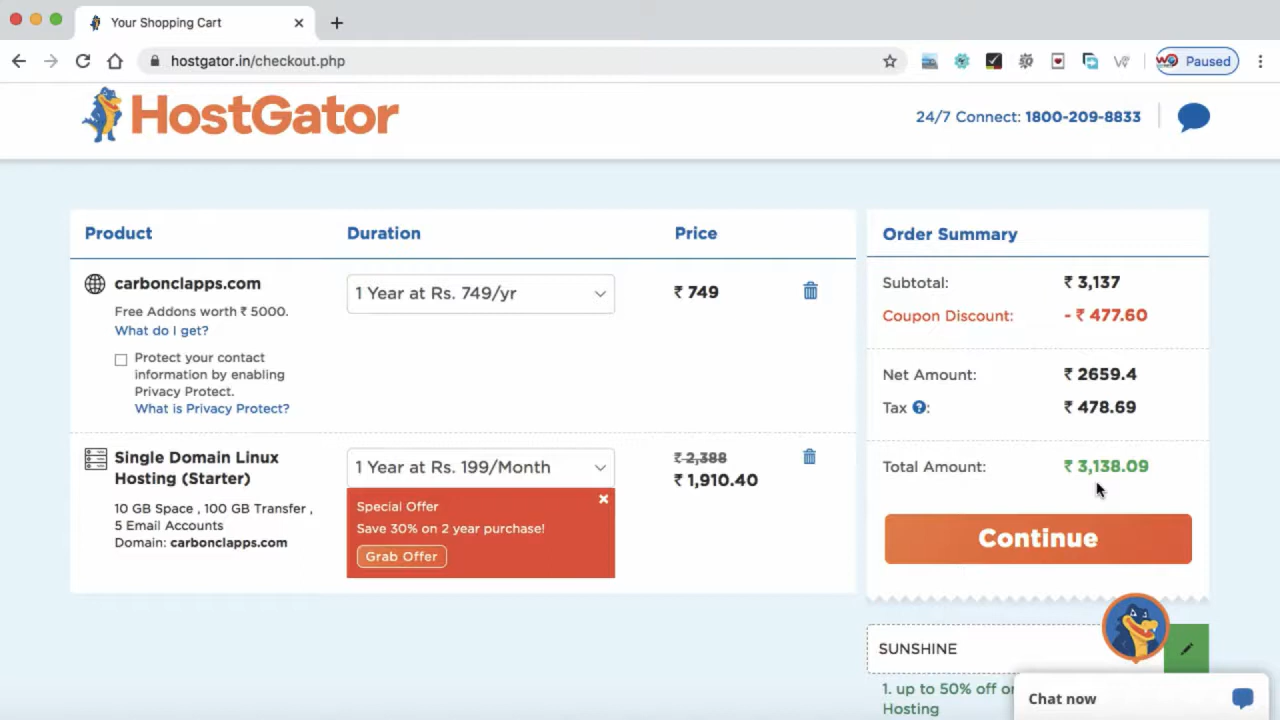 Your Shopping Cart
hostgator.in/checkout.php
Paused
HostGator
24/7 Connect: 1800-209-8833
Product Duration Price
carbonclapps.com
Free Addons worth ₹ 5000.
What do I get?
Protect your contact
information by enabling
Privacy Protect.
What is Privacy Protect?
1 Year at Rs. 749/yr
₹ 749
Single Domain Linux
Hosting (Starter)
10 GB Space , 100 GB Transfer ,
5 Email Accounts
Domain: carbonclapps.com
1 Year at Rs. 199/Month
Special Offer
Save 30% on 2 year purchase!
Grab Offer
₹ 2,388
₹ 1,910.40
Order Summary
Subtotal: ₹ 3,137
Coupon Discount: - ₹ 477.60
Net Amount: ₹ 2659.4
Tax ?: ₹ 478.69
Total Amount: ₹ 3,138.09
Continue
SUNSHINE
1. up to 50% off on
Hosting
Chat now